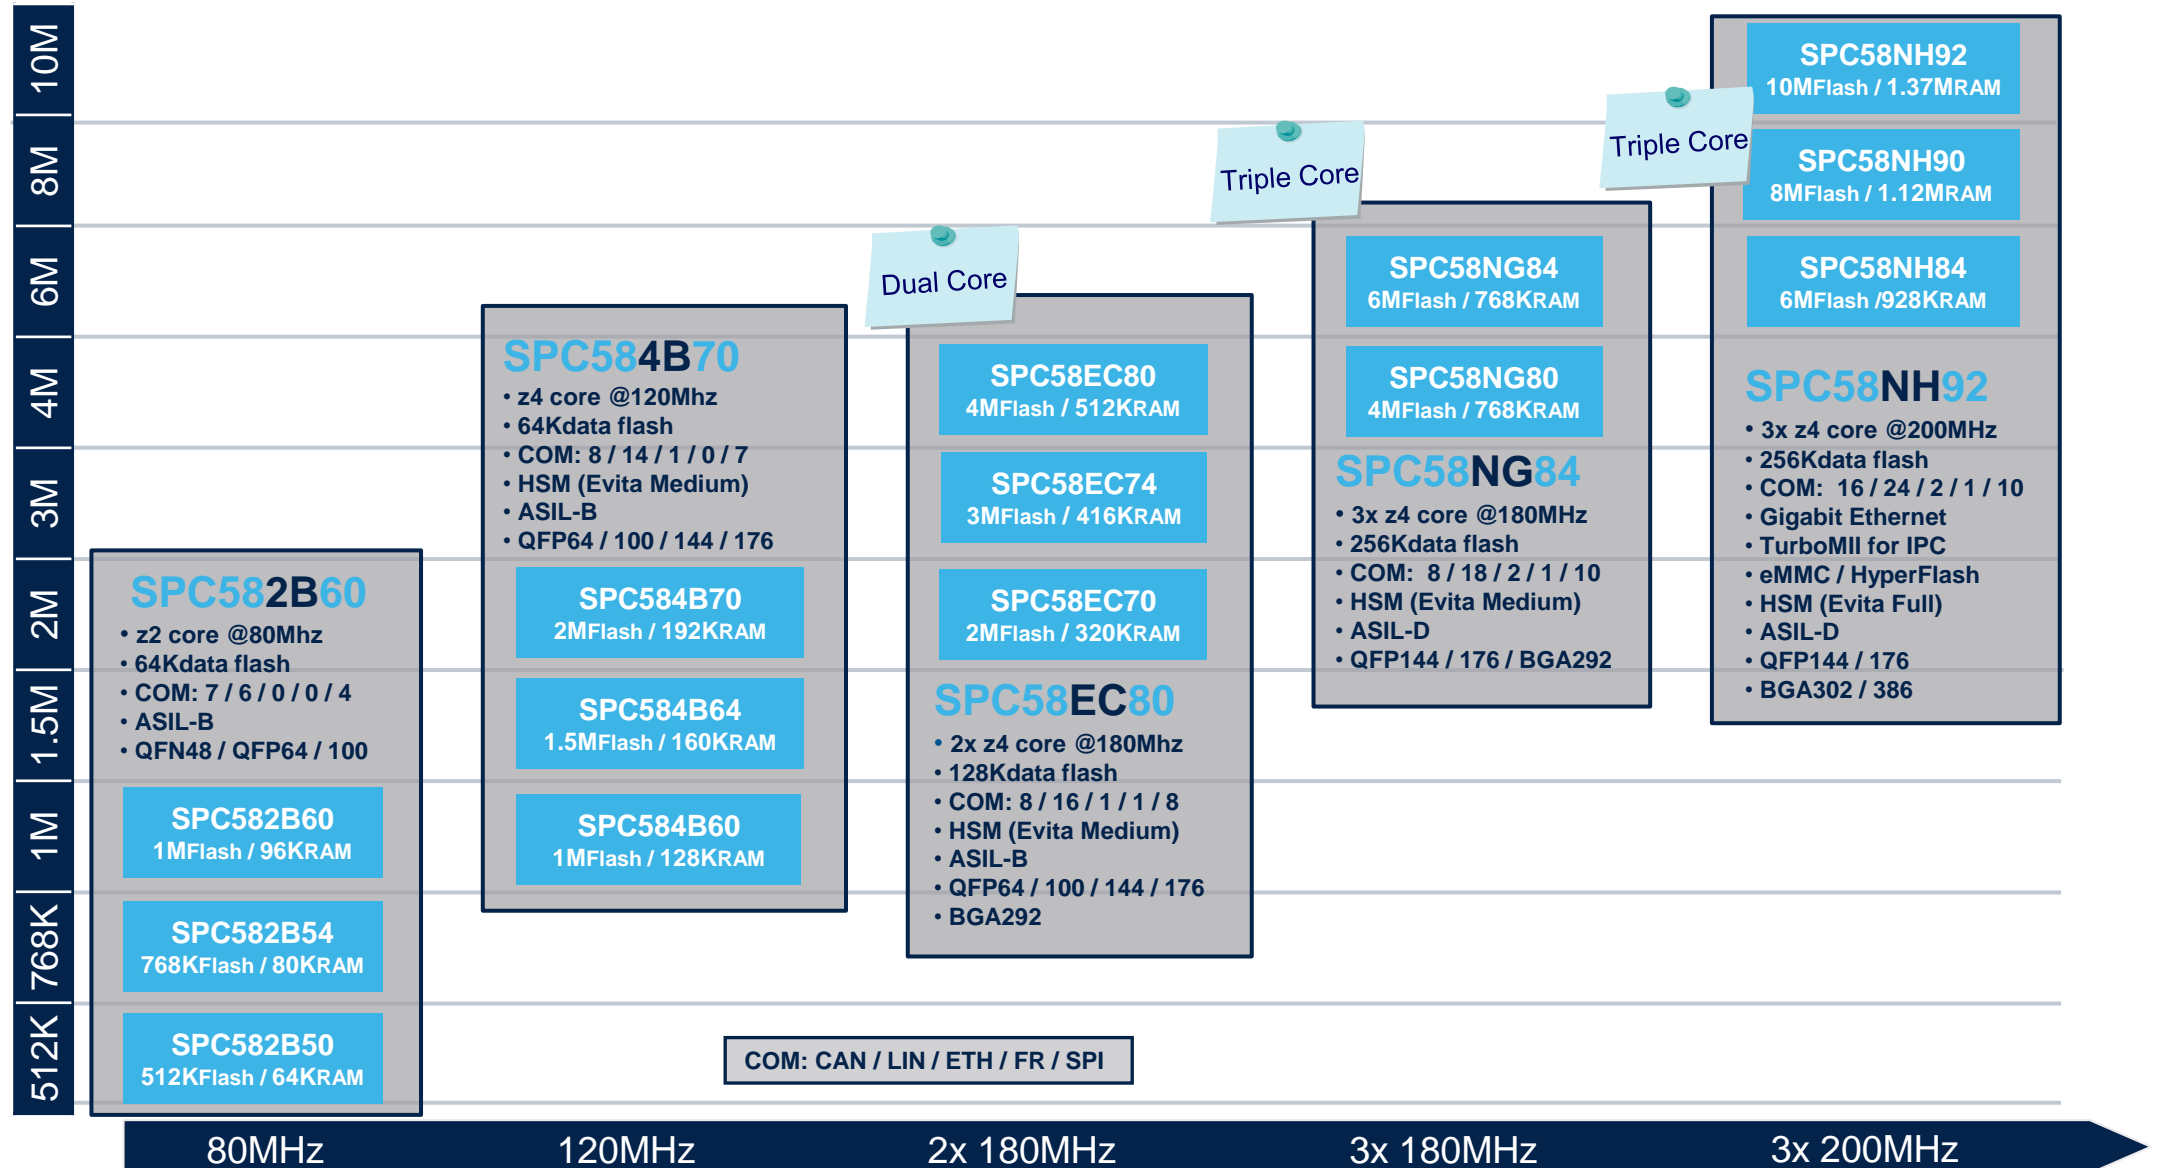 10M
8M
6M
4M
3M
2M
1.5M
1M
768K
512K
SPC582B60
• z2 core @80Mhz
• 64Kdata flash
• COM: 7 / 6 / 0 / 0 / 4
• ASIL-B
• QFN48 / QFP64 / 100
SPC582B60
1MFlash / 96KRAM
SPC582B54
768KFlash / 80KRAM
SPC582B50
512KFlash / 64KRAM
SPC584B70
• z4 core @120Mhz
• 64Kdata flash
• COM: 8 / 14 / 1 / 0 / 7
• HSM (Evita Medium)
• ASIL-B
• QFP64 / 100 / 144 / 176
SPC584B70
2MFlash / 192KRAM
SPC584B64
1.5MFlash / 160KRAM
SPC584B60
1MFlash / 128KRAM
Dual Core
SPC58EC80
4MFlash / 512KRAM
SPC58EC74
3MFlash / 416KRAM
SPC58EC70
2MFlash / 320KRAM
SPC58EC80
• 2x z4 core @180Mhz
• 128Kdata flash
• COM: 8 / 16 / 1 / 1 / 8
• HSM (Evita Medium)
• ASIL-B
• QFP64 / 100 / 144 / 176
• BGA292
Triple Core
SPC58NG84
6MFlash / 768KRAM
SPC58NG80
4MFlash / 768KRAM
SPC58NG84
• 3x z4 core @180MHz
• 256Kdata flash
• COM: 8 / 18 / 2 / 1 / 10
• HSM (Evita Medium)
• ASIL-D
• QFP144 / 176 / BGA292
Triple Core
SPC58NH92
10MFlash / 1.37MRAM
SPC58NH90
8MFlash / 1.12MRAM
SPC58NH84
6MFlash /928KRAM
SPC58NH92
• 3x z4 core @200MHz
• 256Kdata flash
• COM: 16 / 24 / 2 / 1 / 10
• Gigabit Ethernet
• TurboMII for IPC
• eMMC / HyperFlash
• HSM (Evita Full)
• ASIL-D
• QFP144 / 176
• BGA302 / 386
COM: CAN / LIN / ETH / FR / SPI
80MHz
120MHz
2x 180MHz
3x 180MHz
3x 200MHz